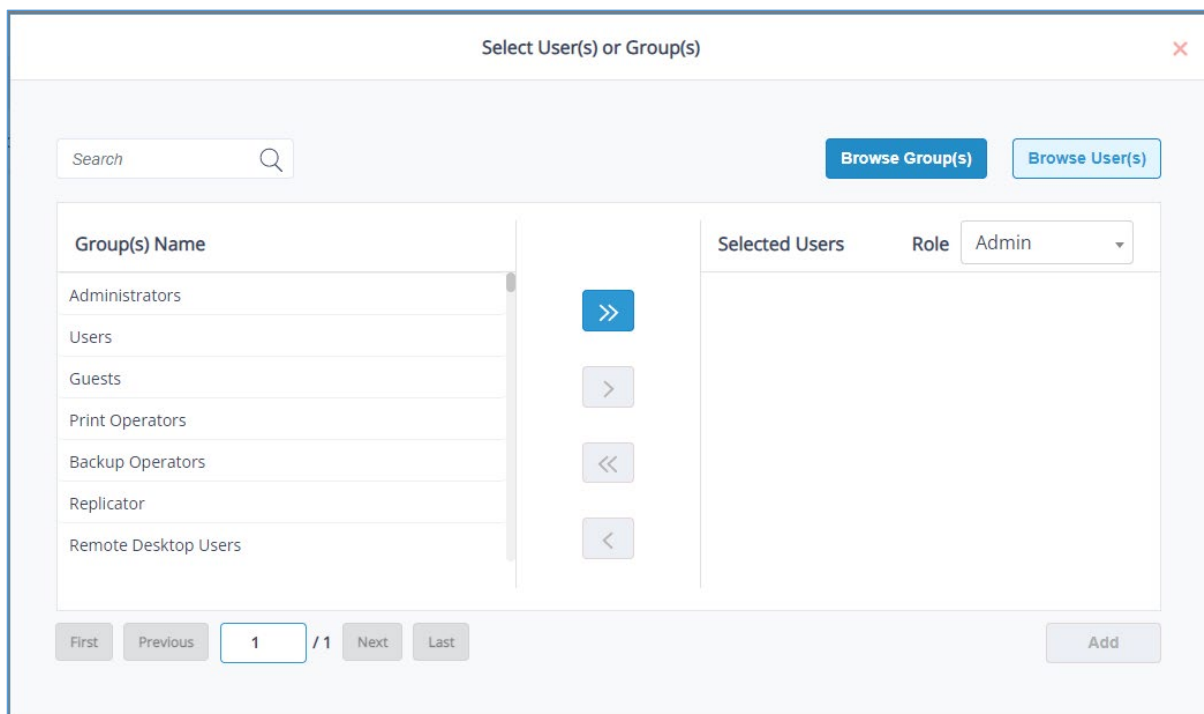 Select User(s) or Group(s)
Search
Browse Group(s)
Browse User(s)
Group(s) Name
Selected Users
Role
Admin
Administrators
Users
Guests
Print Operators
Backup Operators
Replicator
Remote Desktop Users
First
Previous
1
/ 1
Next
Last
Add